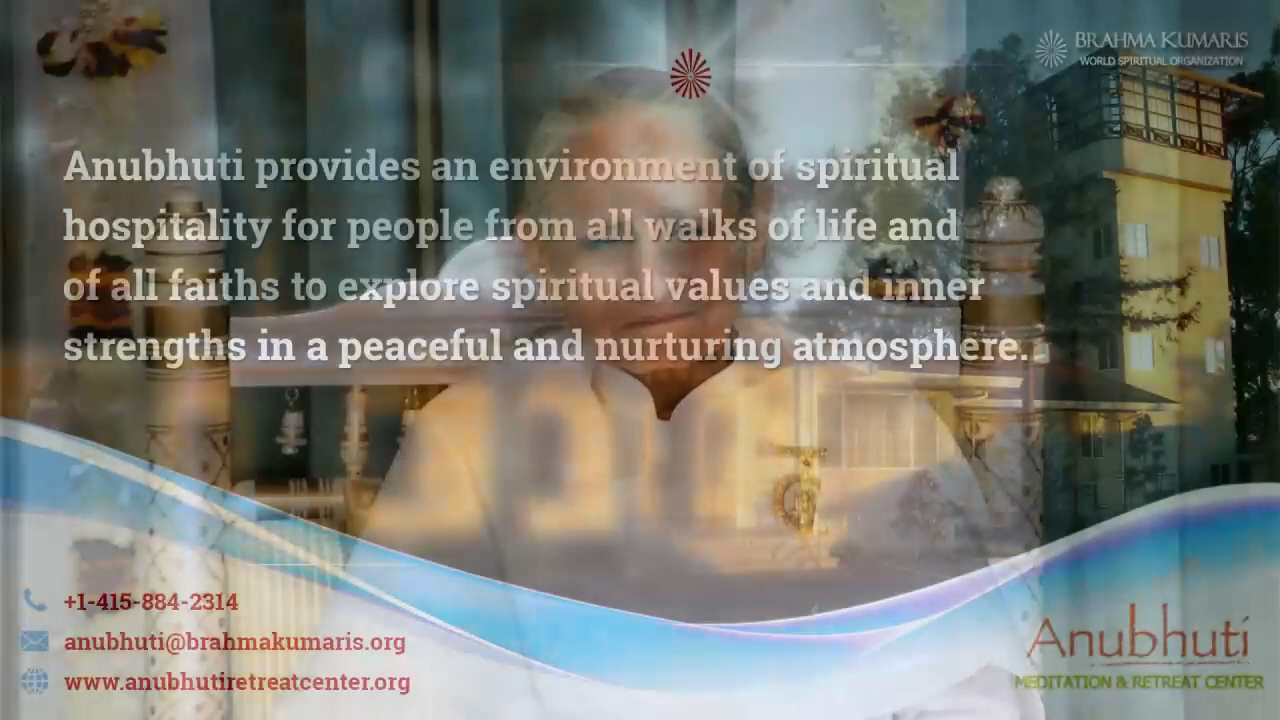 BRAHMA KUMARIS
WORLD SPIRITUAL ORGANIZATION
Anubhuti provides an environment of spiritual
hospitality for people from all walks of life and
of all faiths to explore spiritual values and inner
strengths in a peaceful and nurturing atmosphere.
+1-415-884-2314
anubhuti@brahmakumaris.org
www.anubhutiretreatcenter.org
Anubhuti
MEDITATION & RETREAT CENTER